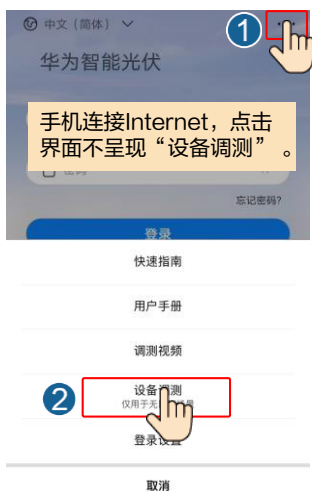 中文（简体）
1
华为智能光伏
手机连接Internet，点击
界面不呈现“设备调测”。
忘记密码?
登录
快速指南
用户手册
调测视频
2
设备调测
仅用于无
登录设置
取消